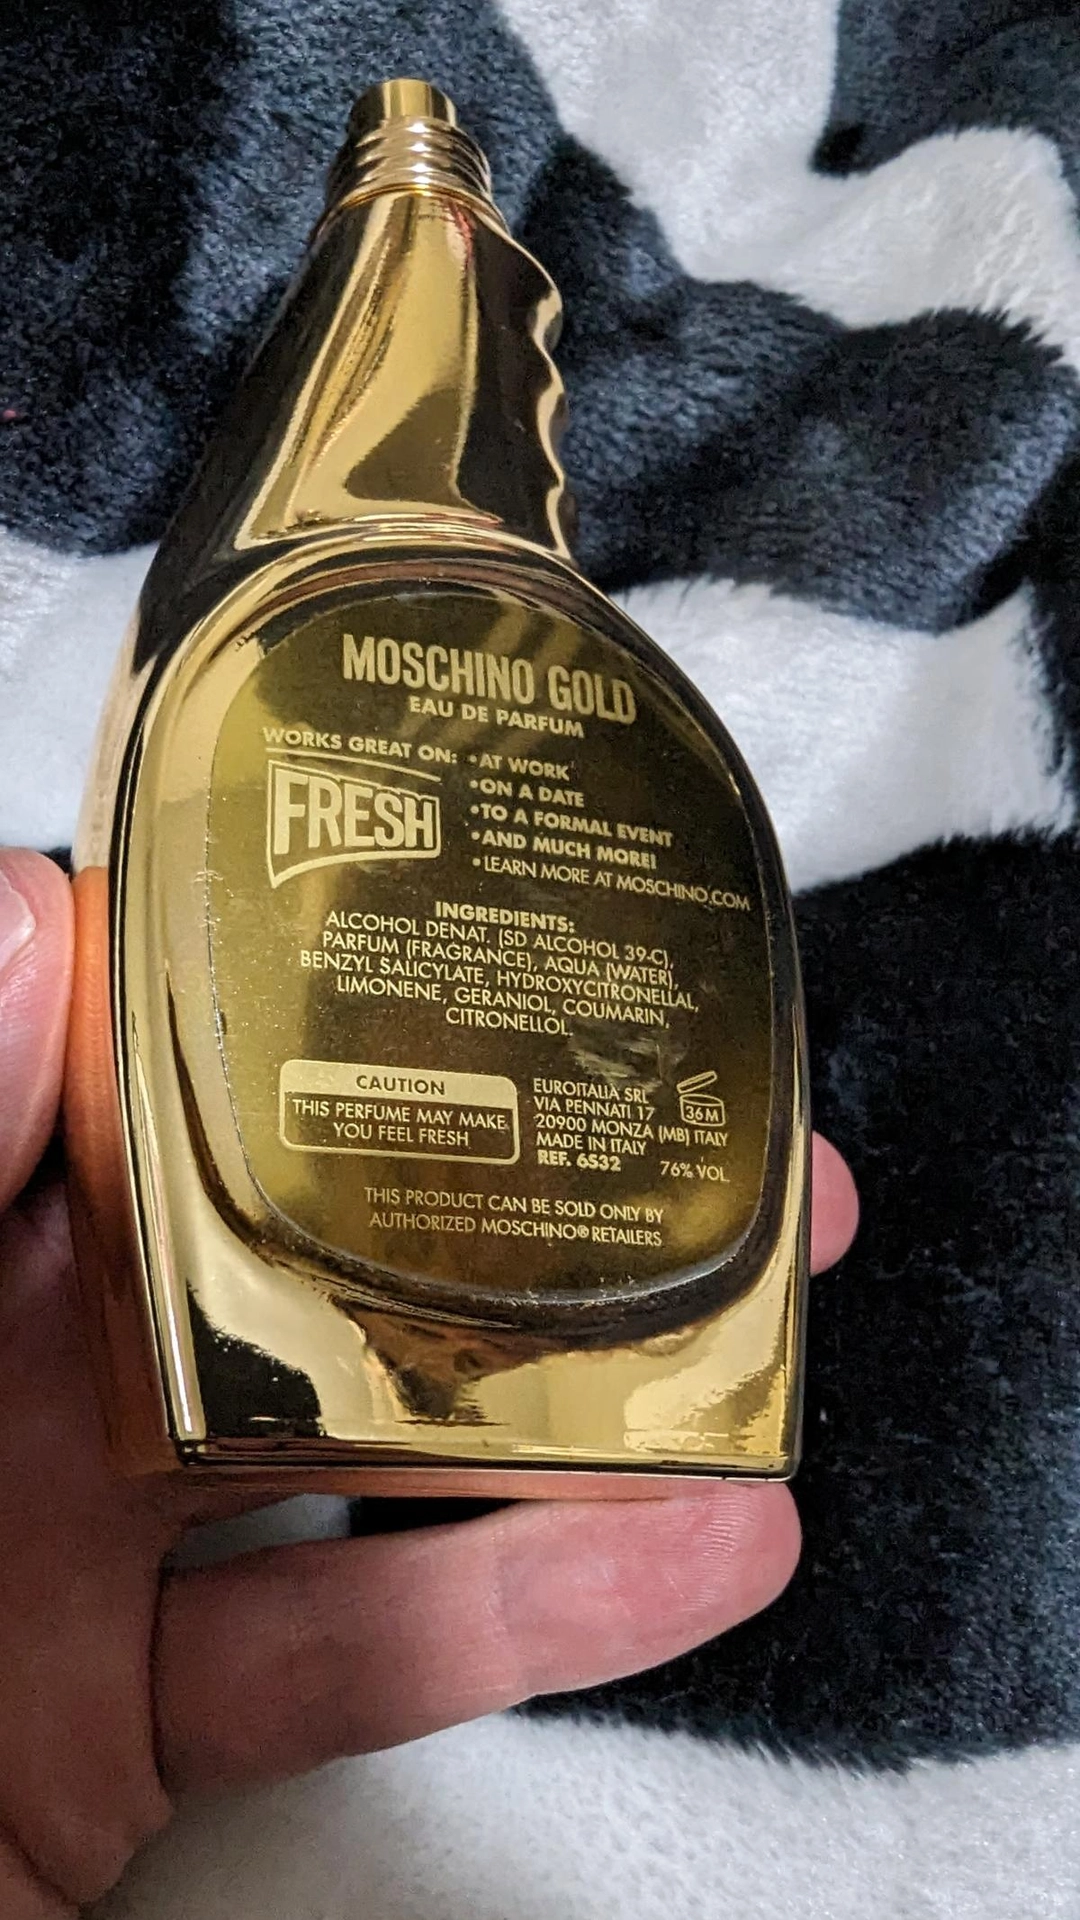 MOSCHINO GOLD
EAU DE PARFUM
WORKS GREAT ON:
FRESH
•AT WORK
•ON A DATE
•TO A FORMAL EVENT
•AND MUCH MORE!
•LEARN MORE AT MOSCHINO.COM
INGREDIENTS:
ALCOHOL DENAT. (SD ALCOHOL 39-C),
PARFUM (FRAGRANCE), AQUA (WATER),
BENZYL SALICYLATE, HYDROXYCITRONELLAL,
LIMONENE, GERANIOL, COUMARIN,
CITRONELLOL.
CAUTION
THIS PERFUME MAY MAKE
YOU FEEL FRESH
EUROITALIA SRL
VIA PENNATI 17
20900 MONZA (MB) ITALY
MADE IN ITALY
REF. 6S32
36M
76% VOL.
THIS PRODUCT CAN BE SOLD ONLY BY
AUTHORIZED MOSCHINO® RETAILERS